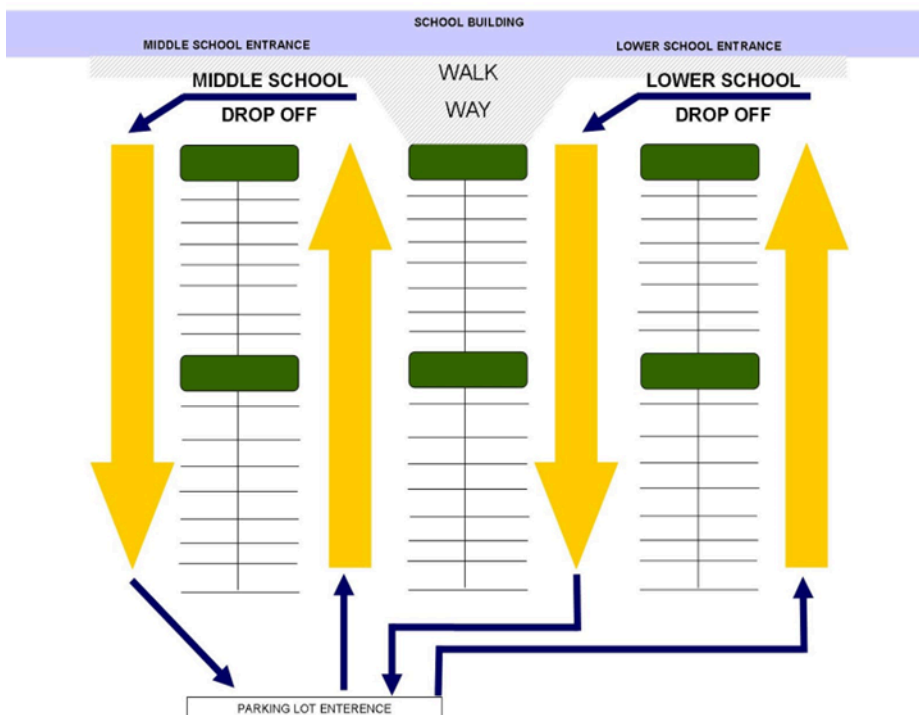 SCHOOL BUILDING
MIDDLE SCHOOL ENTRANCE
LOWER SCHOOL ENTRANCE
WALK
WAY
MIDDLE SCHOOL
DROP OFF
LOWER SCHOOL
DROP OFF
PARKING LOT ENTERENCE